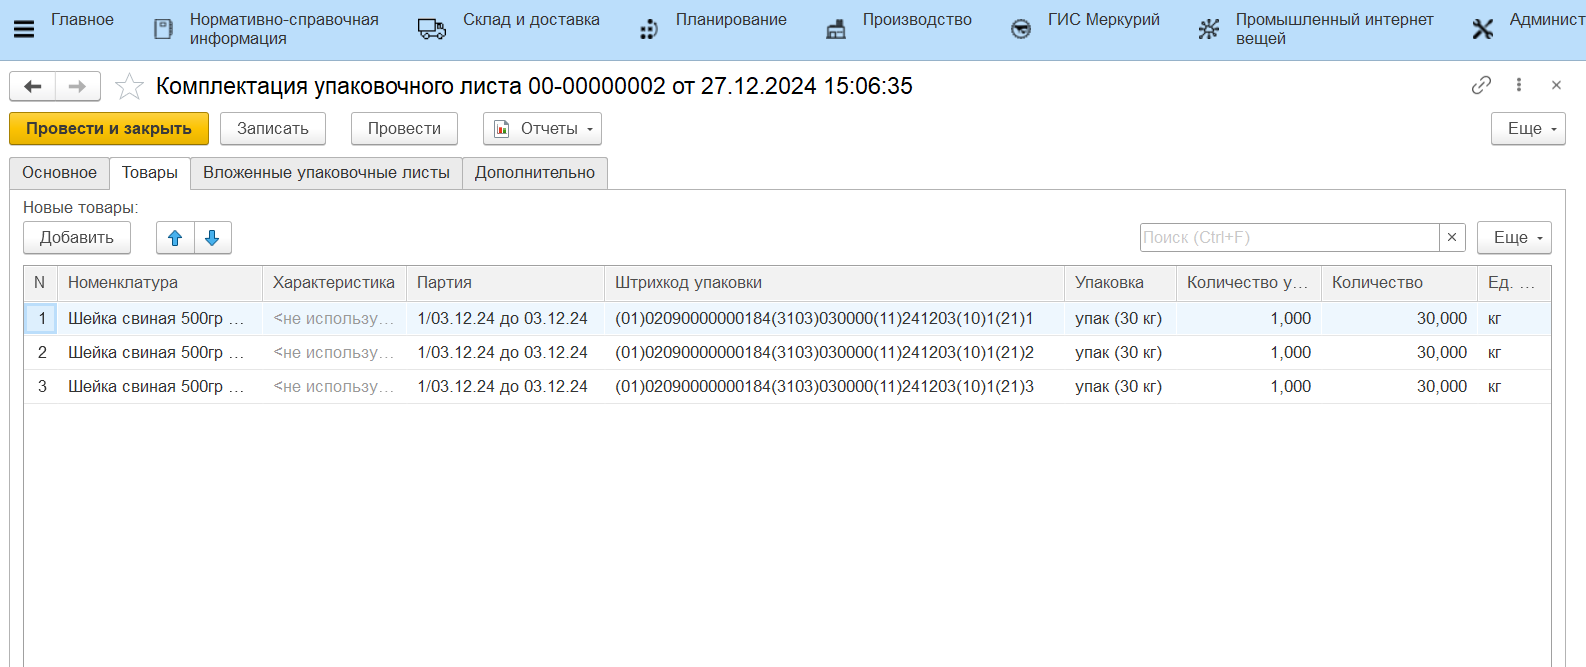 Главное
Нормативно-справочная
информация
Склад и доставка
Планирование
Производство
ГИС Меркурий
Промышленный интернет
вещей
Админист
Комплектация упаковочного листа 00-00000002 от 27.12.2024 15:06:35
Провести и закрыть
Записать
Провести
Отчеты
Еще
Основное
Товары
Вложенные упаковочные листы
Дополнительно
Новые товары:
Добавить
Поиск (Ctrl+F)
×
Еще
N Номенклатура Характеристика Партия Штрихкод упаковки Упаковка Количество у... Количество Ед. ...
1 Шейка свиная 500гр ... <не использу... 1/03.12.24 до 03.12.24 (01)02090000000184(3103)030000(11)241203(10)1(21)1 упак (30 кг) 1,000 30,000 кг
2 Шейка свиная 500гр ... <не использу... 1/03.12.24 до 03.12.24 (01)02090000000184(3103)030000(11)241203(10)1(21)2 упак (30 кг) 1,000 30,000 кг
3 Шейка свиная 500гр ... <не использу... 1/03.12.24 до 03.12.24 (01)02090000000184(3103)030000(11)241203(10)1(21)3 упак (30 кг) 1,000 30,000 кг